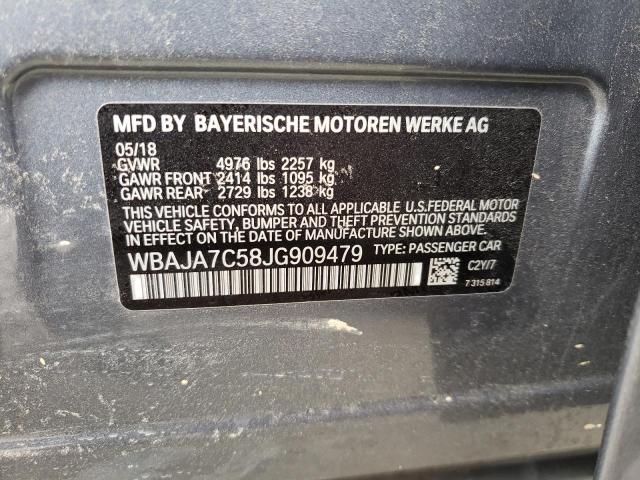 MFD BY BAYERISCHE MOTOREN WERKE AG
05/18
GVWR 4976 lbs 2257 kg
GAWR FRONT 2414 lbs 1095 kg
GAWR REAR 2729 lbs 1238 kg
THIS VEHICLE CONFORMS TO ALL APPLICABLE U.S.FEDERAL MOTOR
VEHICLE SAFETY, BUMPER AND THEFT PREVENTION STANDARDS
IN EFFECT ON THE DATE OF MANUFACTURE SHOWN ABOVE.
WBAJA7C58JG909479 TYPE: PASSENGER CAR
C2Y/7
7 315 814